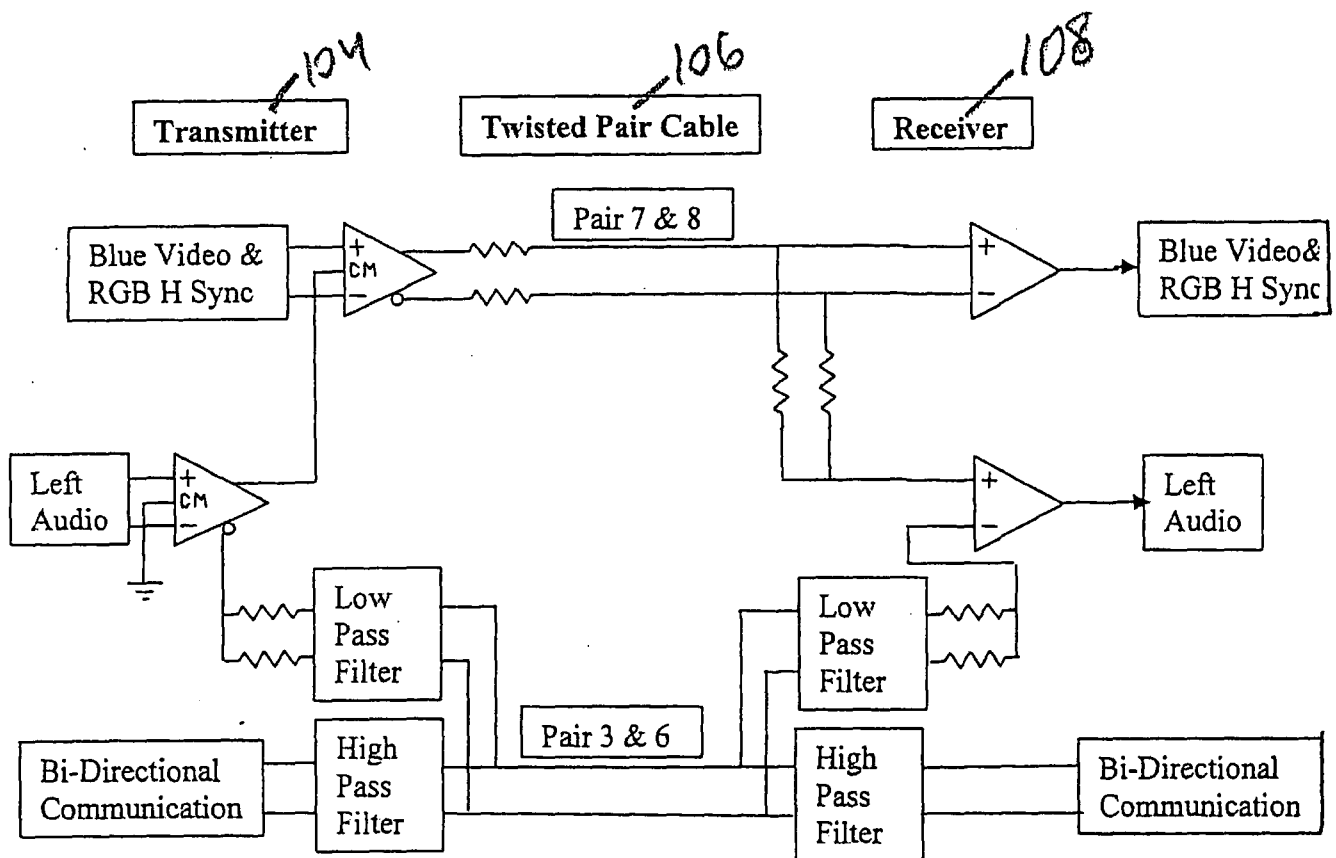 104
106
108
Transmitter
Twisted Pair Cable
Receiver
Pair 7 & 8
Blue Video &
RGB H Sync
+
CM
−
+
−
Blue Video&
RGB H Sync
Left
Audio
+
CM
−
+
−
Left
Audio
Low
Pass
Filter
Low
Pass
Filter
Pair 3 & 6
Bi-Directional
Communication
High
Pass
Filter
High
Pass
Filter
Bi-Directional
Communication